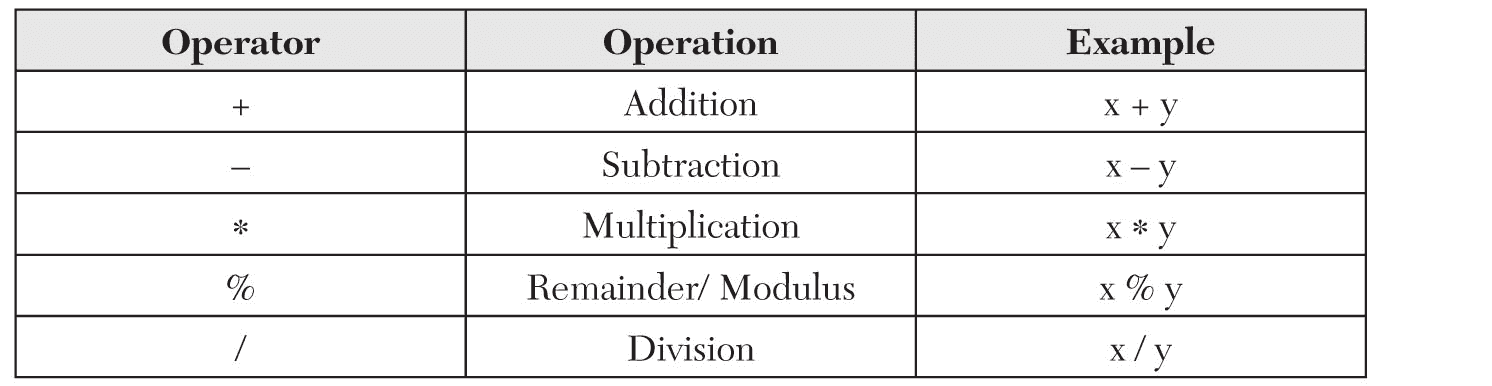 Operator Operation Example
+ Addition x + y
– Subtraction x – y
* Multiplication x * y
% Remainder/ Modulus x % y
/ Division x / y